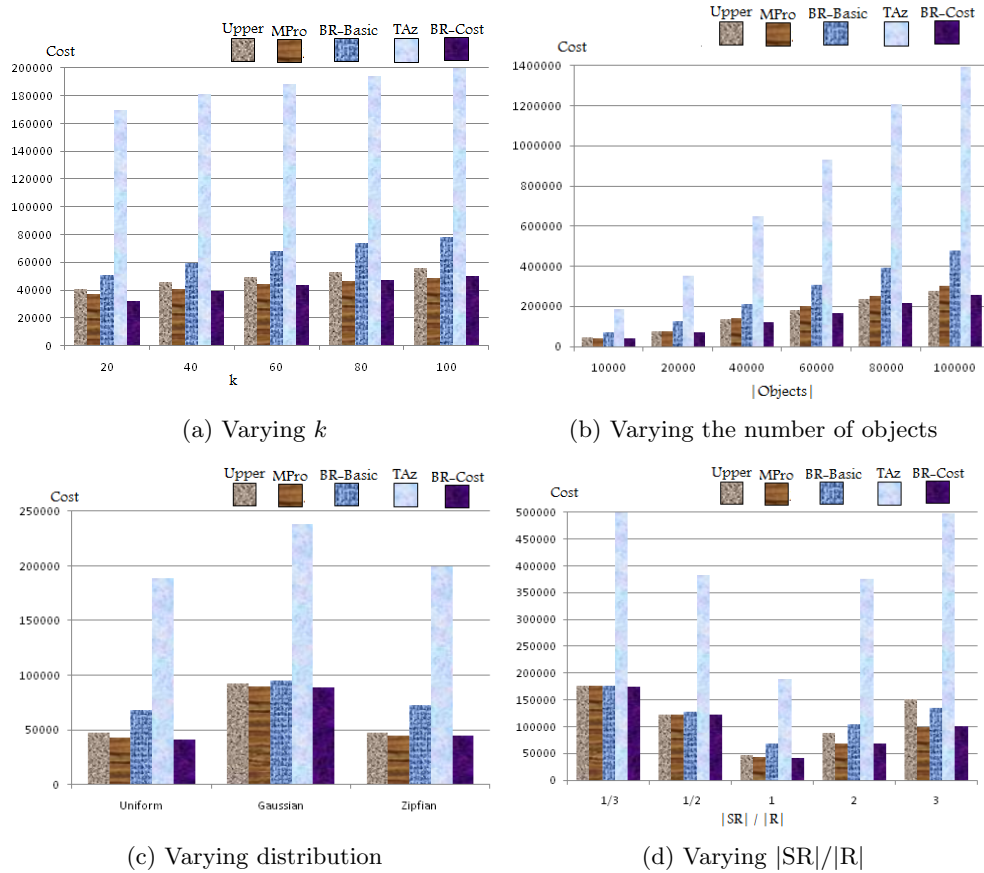 Upper MPro BR-Basic TAz BR-Cost
Cost
200000
180000
160000
140000
120000
100000
80000
60000
40000
20000
0
20 40 60 80 100
k
(a) Varying k
Upper MPro BR-Basic TAz BR-Cost
Cost
1400000
1200000
1000000
800000
600000
400000
200000
0
10000 20000 40000 60000 80000 100000
|Objects|
(b) Varying the number of objects
Upper MPro BR-Basic TAz BR-Cost
Cost
250000
200000
150000
100000
50000
0
Uniform Gaussian Zipfian
(c) Varying distribution
Upper MPro BR-Basic TAz BR-Cost
Cost
500000
450000
400000
350000
300000
250000
200000
150000
100000
50000
0
1/3 1/2 1 2 3
|SR| / |R|
(d) Varying |SR|/|R|